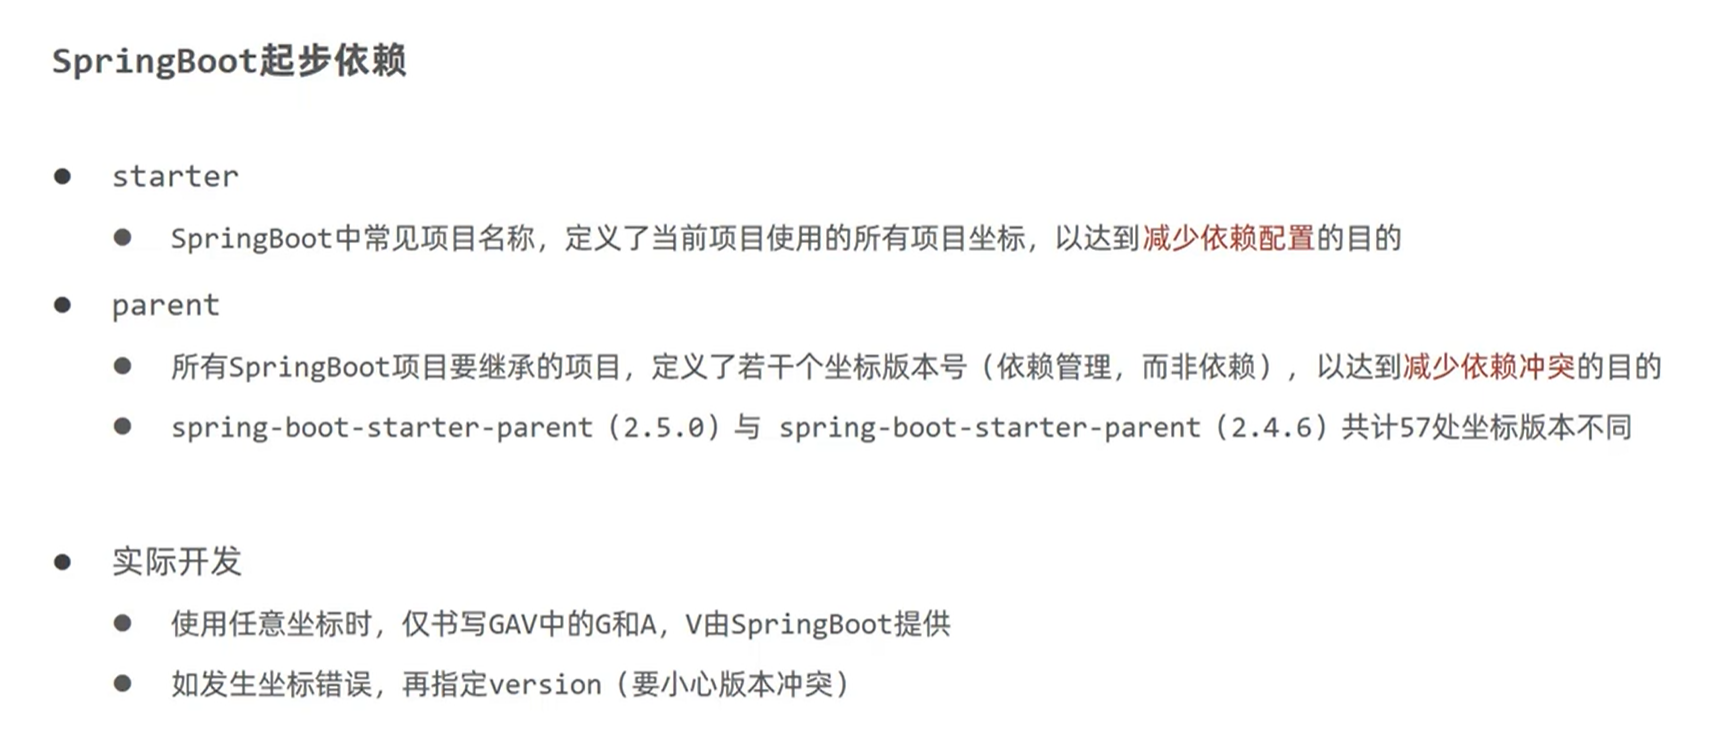 SpringBoot起步依赖
starter
SpringBoot中常见项目名称，定义了当前项目使用的所有项目坐标，以达到减少依赖配置的目的
parent
所有SpringBoot项目要继承的项目，定义了若干个坐标版本号（依赖管理，而非依赖），以达到减少依赖冲突的目的
spring-boot-starter-parent（2.5.0）与 spring-boot-starter-parent（2.4.6）共计57处坐标版本不同
实际开发
使用任意坐标时，仅书写GAV中的G和A，V由SpringBoot提供
如发生坐标错误，再指定version（要小心版本冲突）